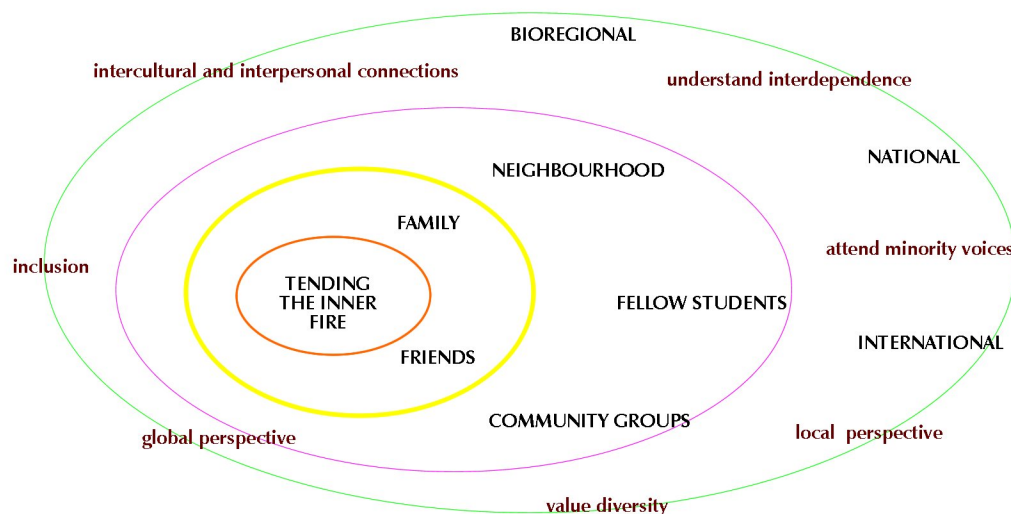 BIOREGIONAL
intercultural and interpersonal connections
understand interdependence
NATIONAL
NEIGHBOURHOOD
FAMILY
attend minority voices
inclusion
TENDING
THE INNER
FIRE
FELLOW STUDENTS
INTERNATIONAL
FRIENDS
COMMUNITY GROUPS
local perspective
global perspective
value diversity